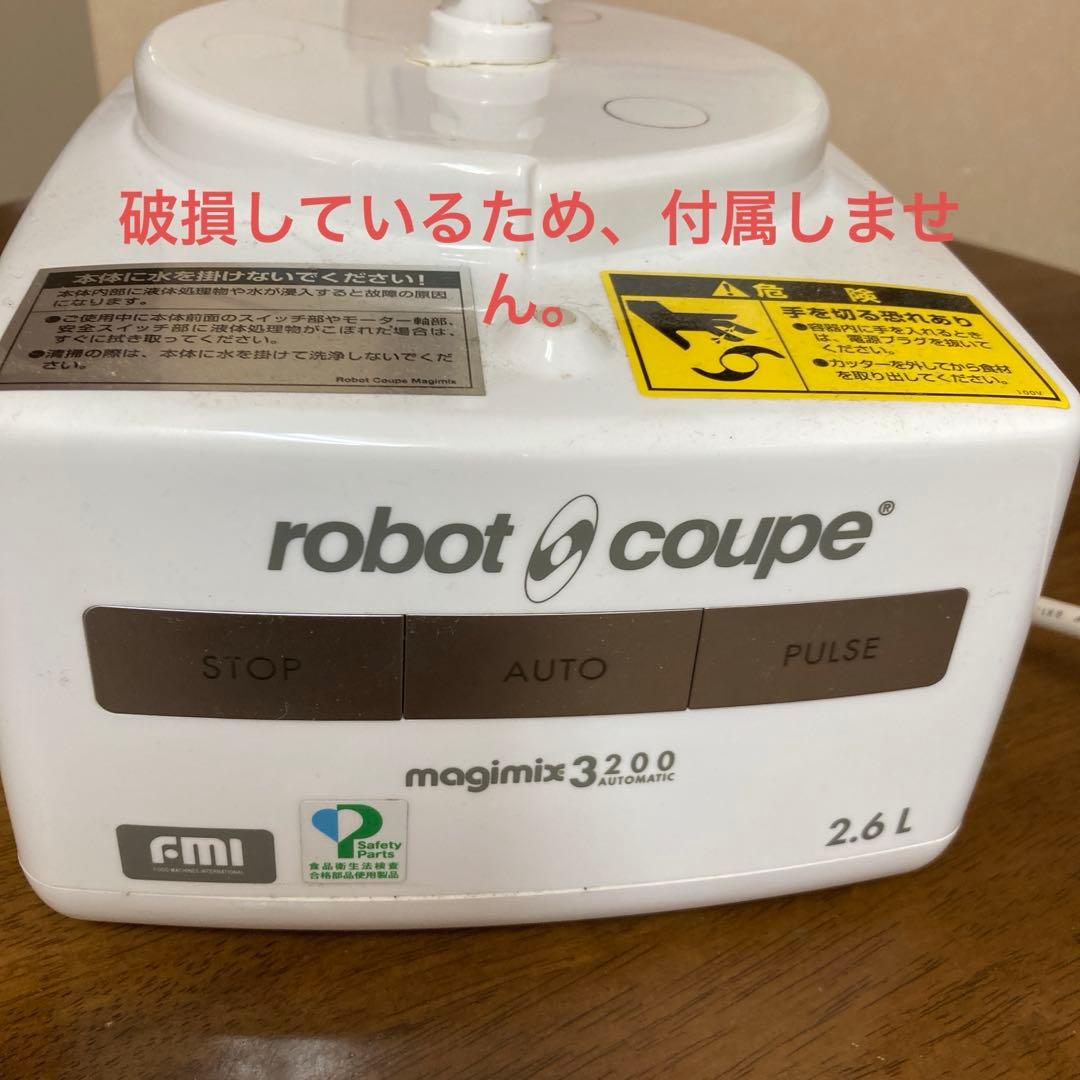 破損しているため、付属しませ
ん。
本体に水を掛けないでください!
本体内部に液体処理物や水が浸入すると故障の原因
になります。
●ご使用中に本体前面のスイッチ部やモーター軸部、
安全スイッチ部に液体処理物がこぼれた場合は、
すぐに拭き取ってください。
●清掃の際は、本体に水を掛けて洗浄しないでくだ
さい。
Robot Coupe Magimix
危 険
手を切る恐れあり
●容器内に手を入れるとき
は、電源プラグを抜いて
ください。
●カッターを外してから食材
を取り出してください。
100V
robot coupe®
STOP AUTO PULSE
magimix 3200
AUTOMATIC
FMI
FOOD MACHINES INTERNATIONAL
Safety
Parts
食品衛生法検査
合格部品使用製品
2.6 L